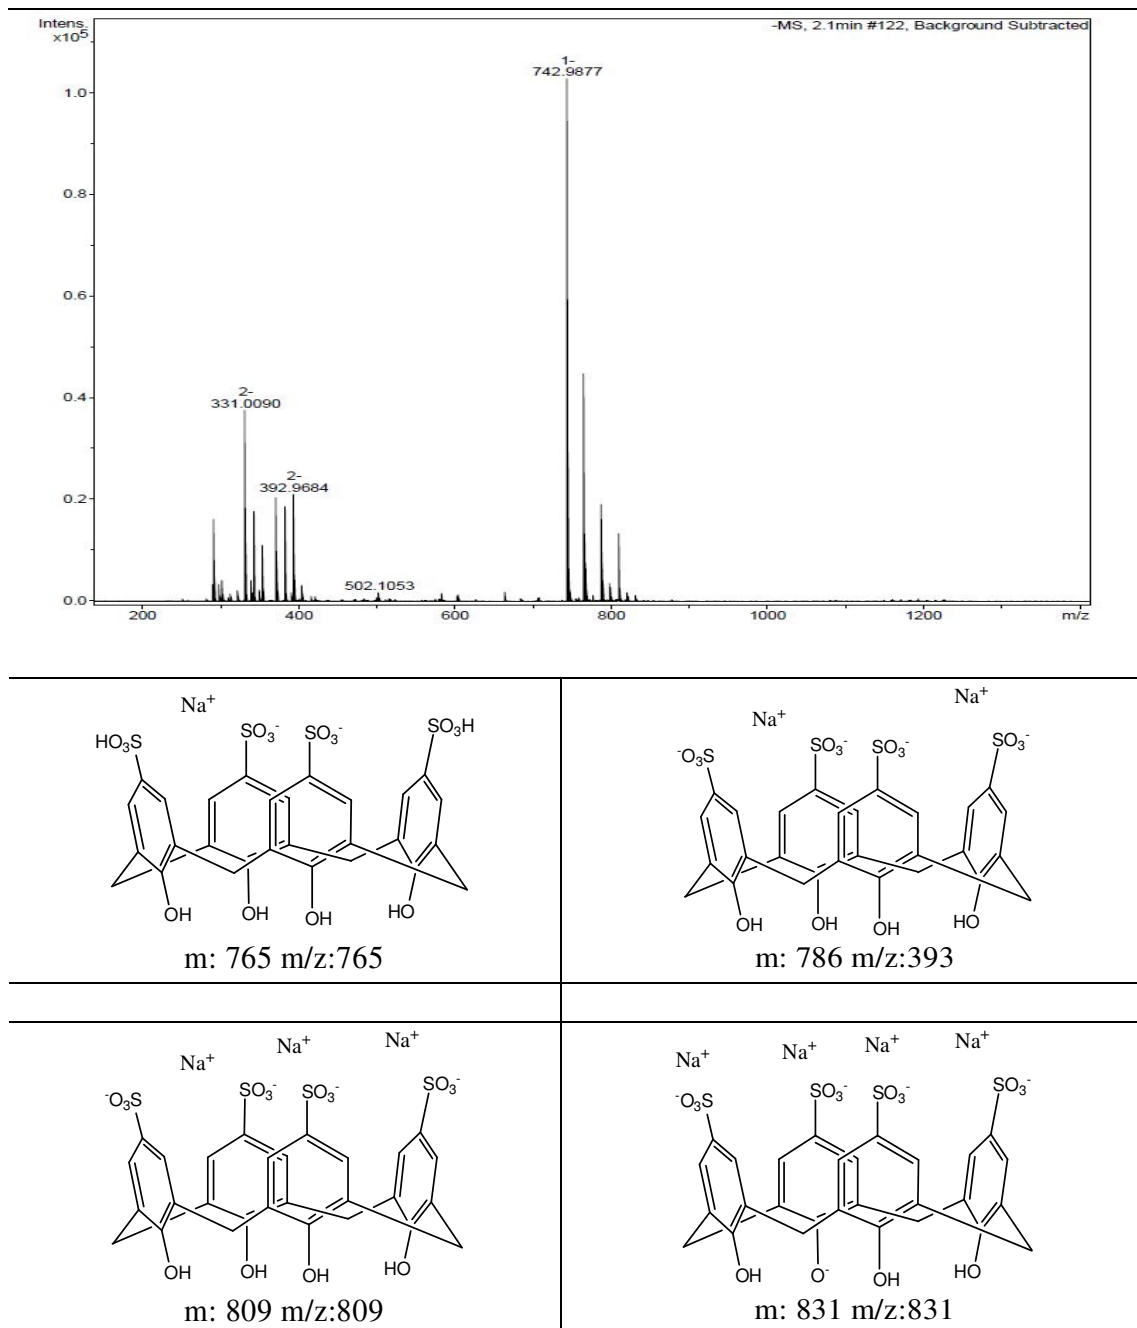 Intens.
x10⁵
-MS, 2.1min #122, Background Subtracted
1-
742.9877
1.0
0.8
0.6
0.4
2-
331.0090
2-
392.9684
0.2
502.1053
0.0
200 400 600 800 1000 1200 m/z
Na⁺
HO₃S SO₃⁻ SO₃⁻ SO₃H
OH OH OH HO
m: 765 m/z:765
Na⁺ Na⁺
⁻O₃S SO₃⁻ SO₃⁻ SO₃⁻
OH OH OH HO
m: 786 m/z:393
Na⁺ Na⁺ Na⁺
⁻O₃S SO₃⁻ SO₃⁻ SO₃⁻
OH OH OH HO
m: 809 m/z:809
Na⁺ Na⁺ Na⁺ Na⁺
⁻O₃S SO₃⁻ SO₃⁻ SO₃⁻
OH O⁻ OH HO
m: 831 m/z:831